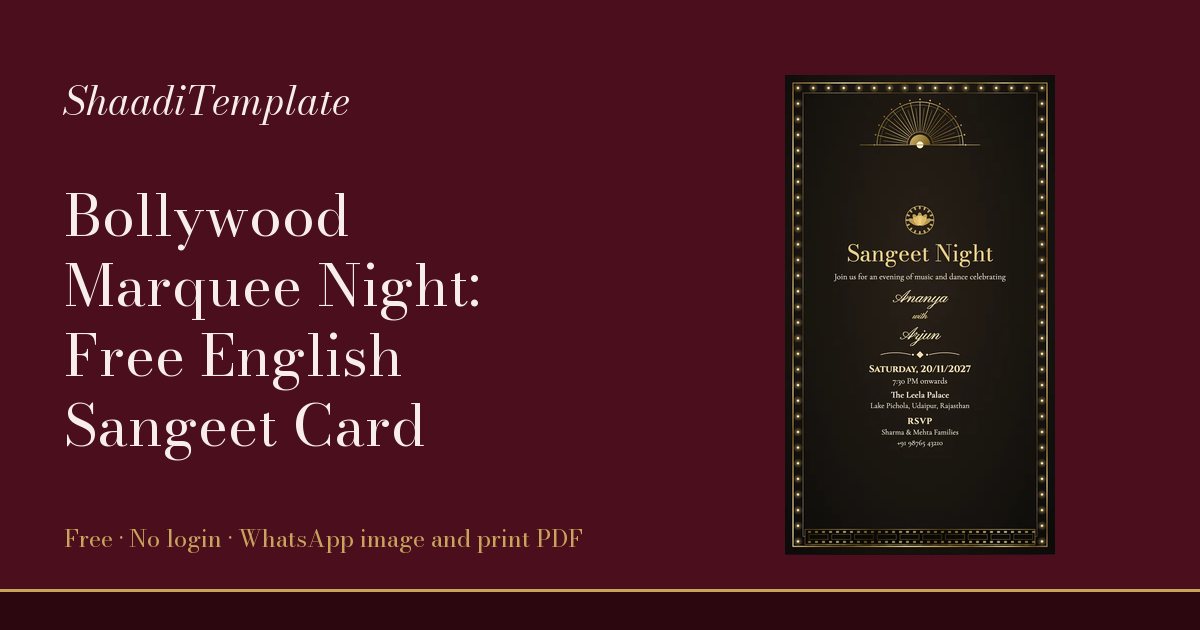 ShaadiTemplate
Bollywood
Marquee Night:
Free English
Sangeet Card
Free · No login · WhatsApp image and print PDF
Sangeet Night
Join us for an evening of music and dance celebrating
Ananya
with
Arjun
Saturday, 20/11/2027
7:30 PM onwards
The Leela Palace
Lake Pichola, Udaipur, Rajasthan
RSVP
Sharma & Mehta Families
+91 98765 43210